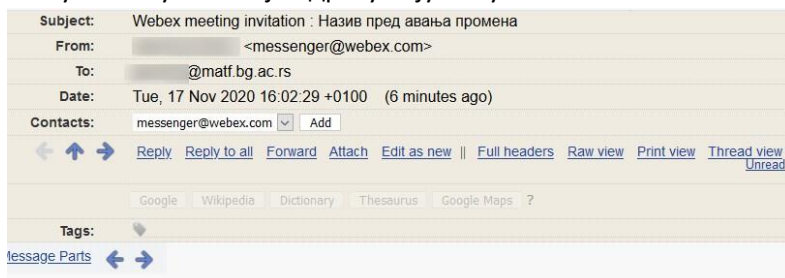 Subject: Webex meeting invitation : Назив пред авања промена
From: <messenger@webex.com>
To: @matf.bg.ac.rs
Date: Tue, 17 Nov 2020 16:02:29 +0100 (6 minutes ago)
Contacts: messenger@webex.com Add
Reply Reply to all Forward Attach Edit as new || Full headers Raw view Print view Thread view
Unread
Google Wikipedia Dictionary Thesaurus Google Maps ?
Tags:
Message Parts